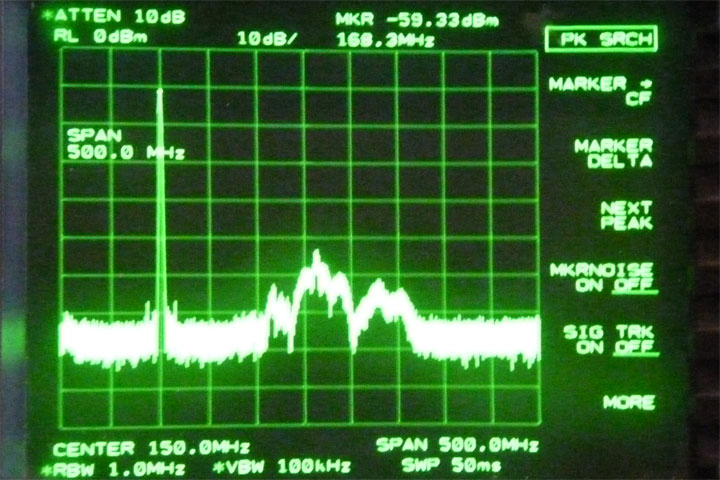 *ATTEN 10dB
MKR -59.33dBm
RL 0dBm
10dB/
168.3MHz
PK SRCH
MARKER →
CF
SPAN
500.0 MHz
MARKER
DELTA
NEXT
PEAK
MKRNOISE
ON OFF
SIG TRK
ON OFF
MORE
CENTER 150.0MHz
SPAN 500.0MHz
*RBW 1.0MHz
*VBW 100kHz
SWP 50ms